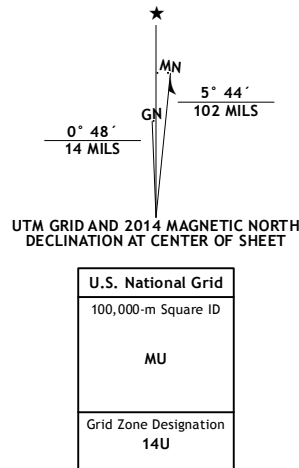 ★
MN
GN
5° 44´
102 MILS
0° 48´
14 MILS
UTM GRID AND 2014 MAGNETIC NORTH
DECLINATION AT CENTER OF SHEET
U.S. National Grid
100,000-m Square ID
MU
Grid Zone Designation
14U